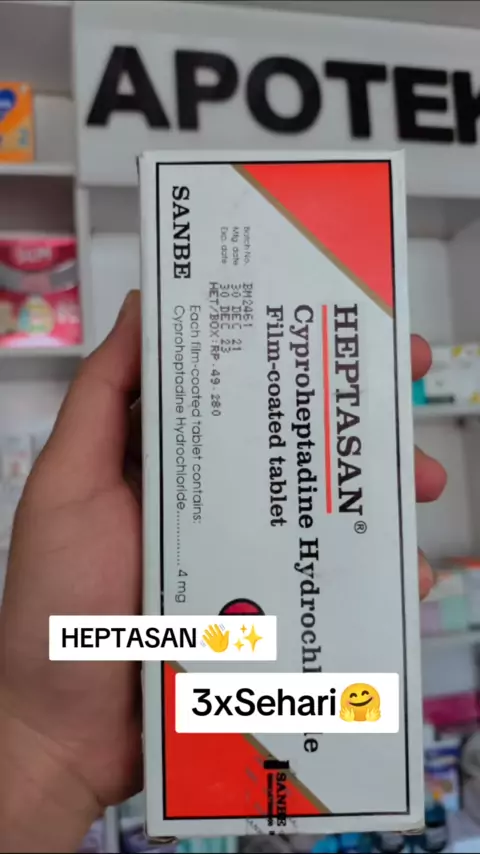 APOTEK
SANBE
Batch No. BM2461
Mfg. date 30 DEC 21
Exp. date 30 DEC 23
HET/BOX:RP.49.280
HEPTASAN®
Cyproheptadine Hydrochl
Film-coated tablet
Each film-coated tablet contains:
Cyproheptadine Hydrochloride.............. 4 mg
HEPTASAN👋✨
3xSehari🤗
SANBE